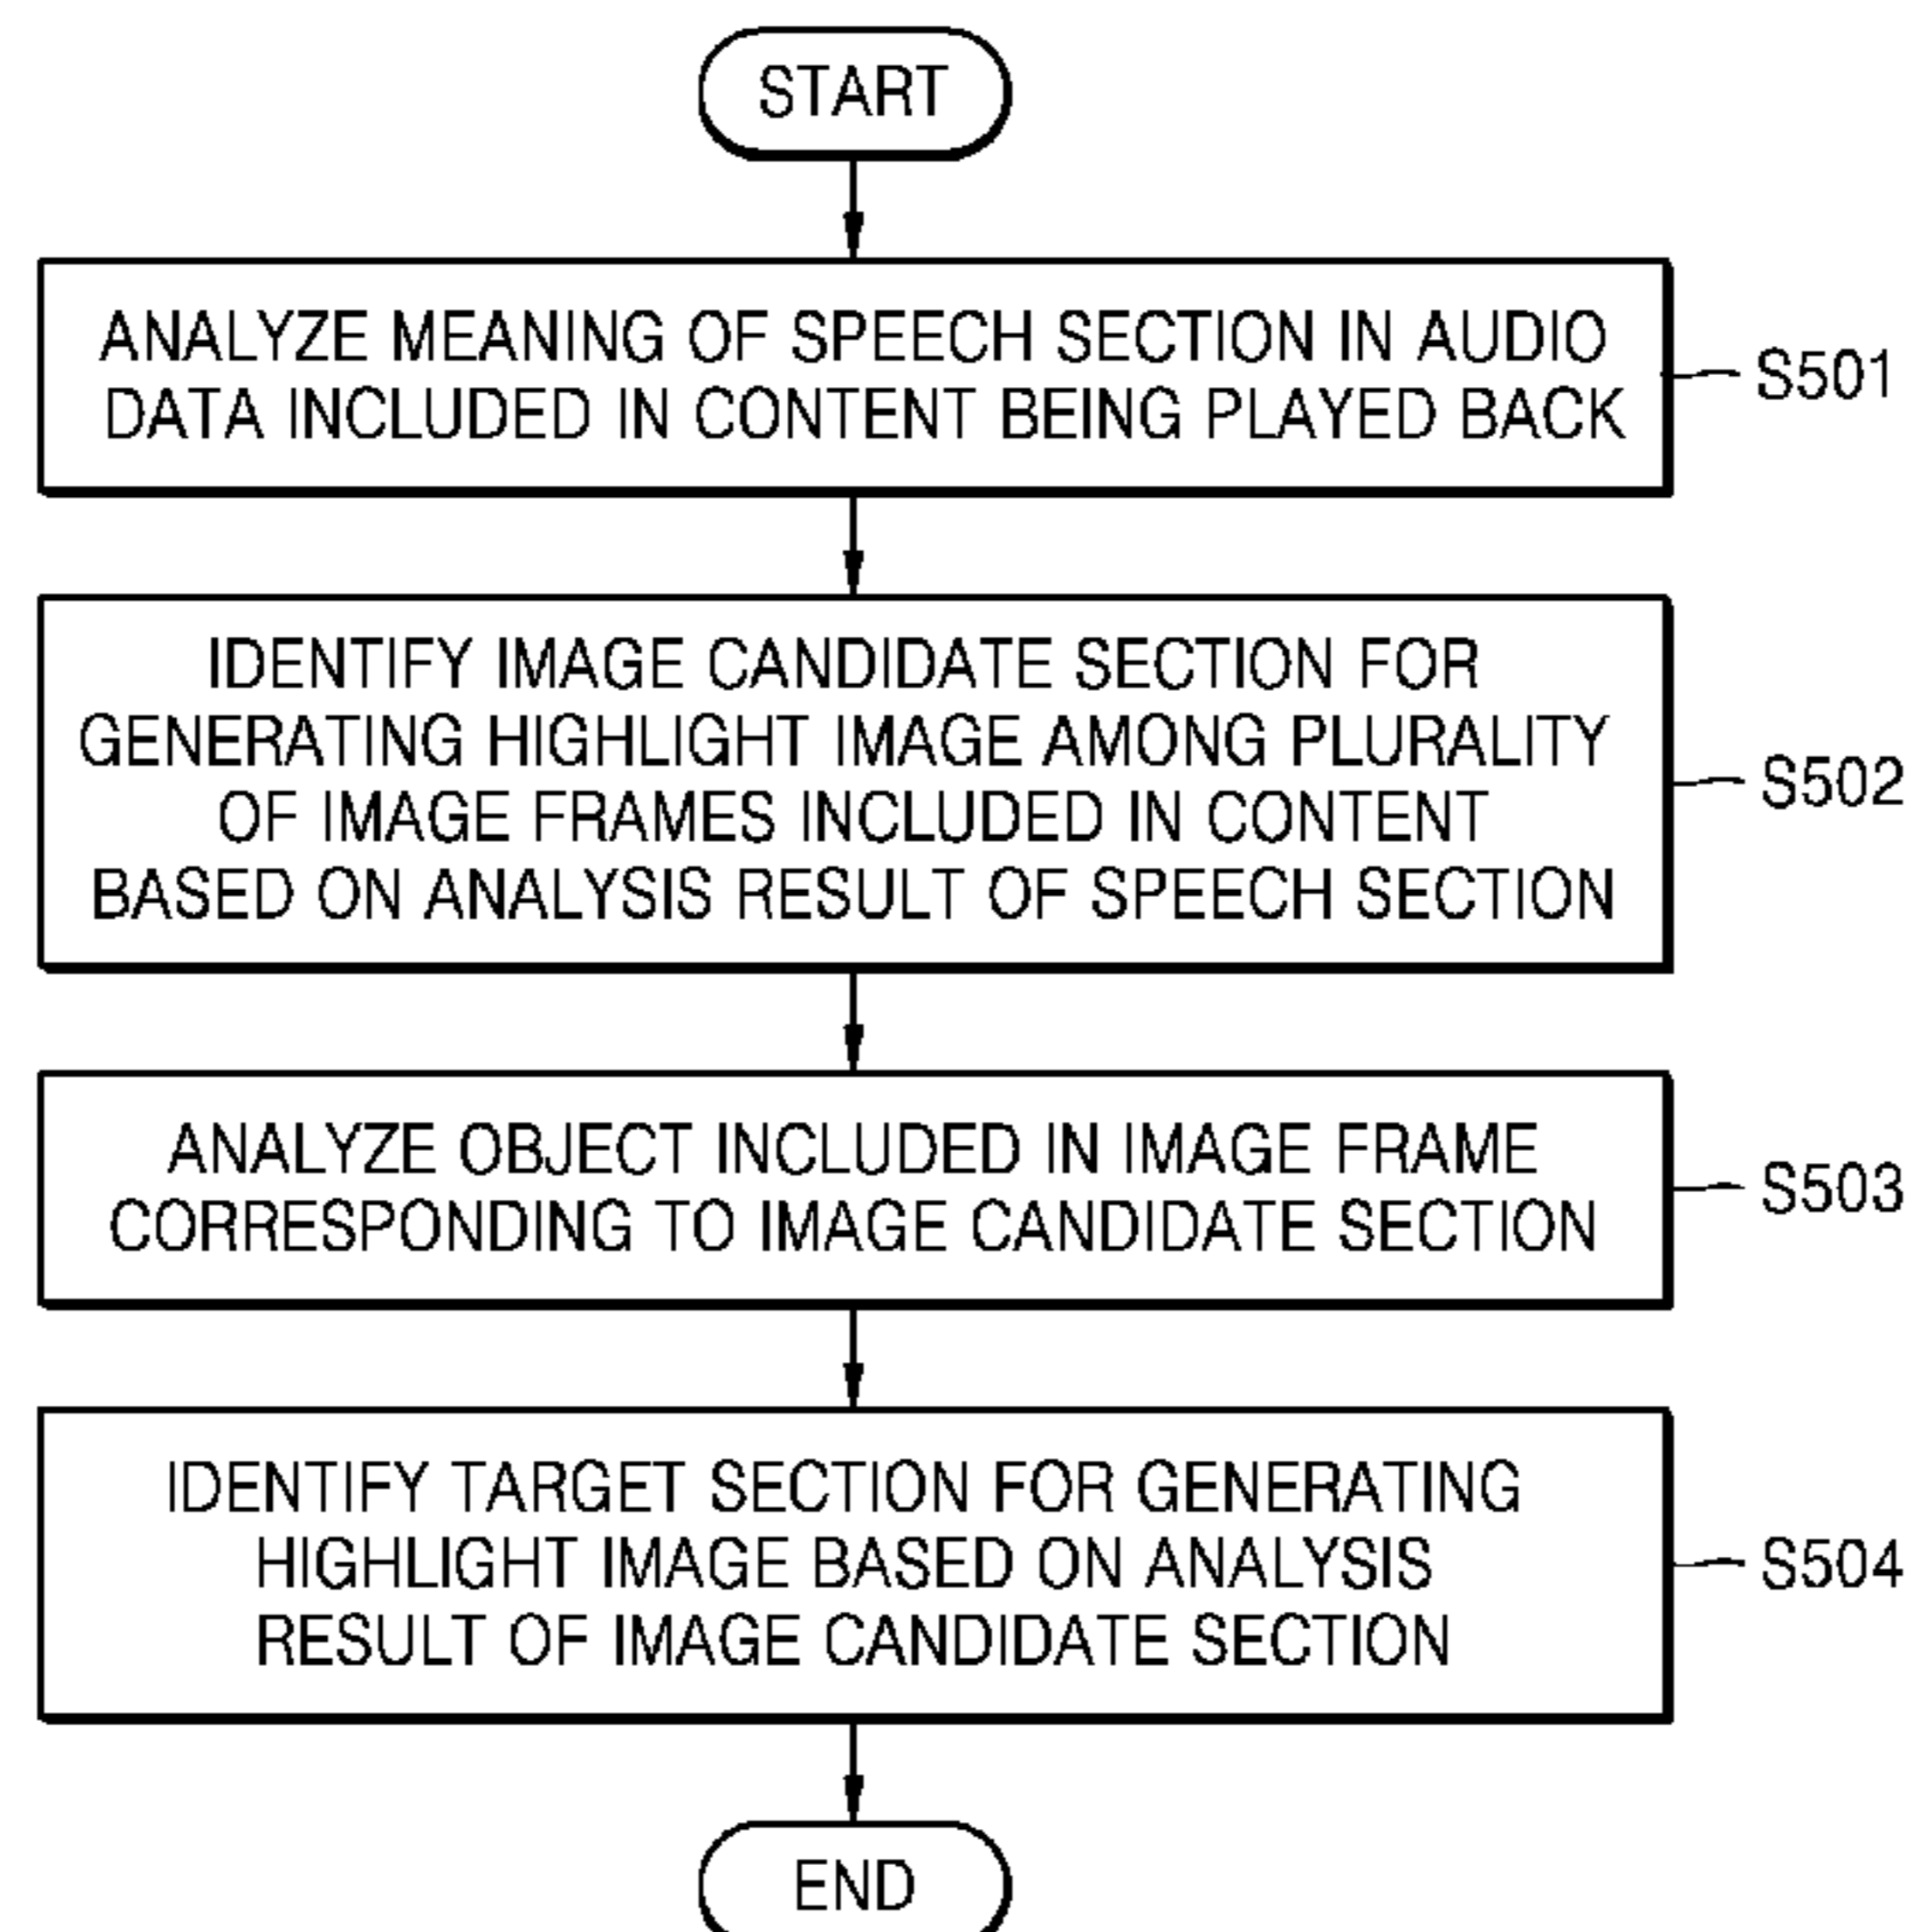 START
ANALYZE MEANING OF SPEECH SECTION IN AUDIO
DATA INCLUDED IN CONTENT BEING PLAYED BACK
S501
IDENTIFY IMAGE CANDIDATE SECTION FOR
GENERATING HIGHLIGHT IMAGE AMONG PLURALITY
OF IMAGE FRAMES INCLUDED IN CONTENT
BASED ON ANALYSIS RESULT OF SPEECH SECTION
S502
ANALYZE OBJECT INCLUDED IN IMAGE FRAME
CORRESPONDING TO IMAGE CANDIDATE SECTION
S503
IDENTIFY TARGET SECTION FOR GENERATING
HIGHLIGHT IMAGE BASED ON ANALYSIS
RESULT OF IMAGE CANDIDATE SECTION
S504
END